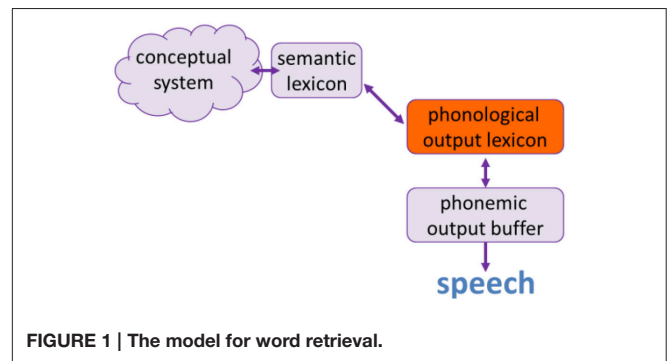 conceptual
system
semantic
lexicon
phonological
output lexicon
phonemic
output buffer
speech
FIGURE 1 | The model for word retrieval.